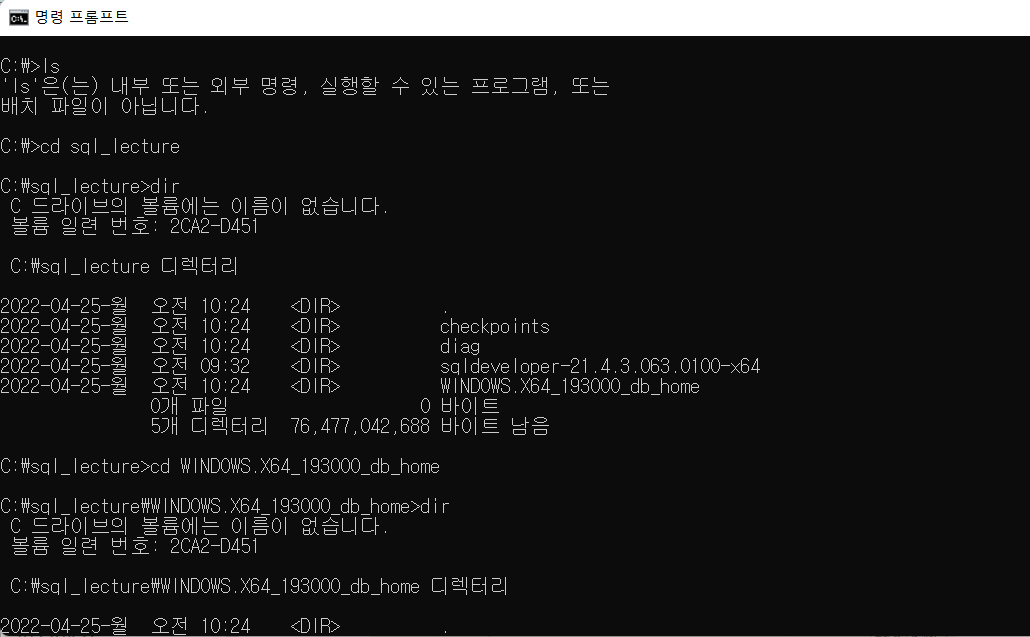 명령 프롬프트
C:\>ls
'ls'은(는) 내부 또는 외부 명령, 실행할 수 있는 프로그램, 또는
배치 파일이 아닙니다.
C:\>cd sql_lecture
C:\sql_lecture>dir
C 드라이브의 볼륨에는 이름이 없습니다.
볼륨 일련 번호: 2CA2-D451
C:\sql_lecture 디렉터리
2022-04-25-월 오전 10:24 <DIR> .
2022-04-25-월 오전 10:24 <DIR> checkpoints
2022-04-25-월 오전 10:24 <DIR> diag
2022-04-25-월 오전 09:32 <DIR> sqldeveloper-21.4.3.063.0100-x64
2022-04-25-월 오전 10:24 <DIR> WINDOWS.X64_193000_db_home
0개 파일 0 바이트
5개 디렉터리 76,477,042,688 바이트 남음
C:\sql_lecture>cd WINDOWS.X64_193000_db_home
C:\sql_lecture\WINDOWS.X64_193000_db_home>dir
C 드라이브의 볼륨에는 이름이 없습니다.
볼륨 일련 번호: 2CA2-D451
C:\sql_lecture\WINDOWS.X64_193000_db_home 디렉터리
2022-04-25-월 오전 10:24 <DIR> .